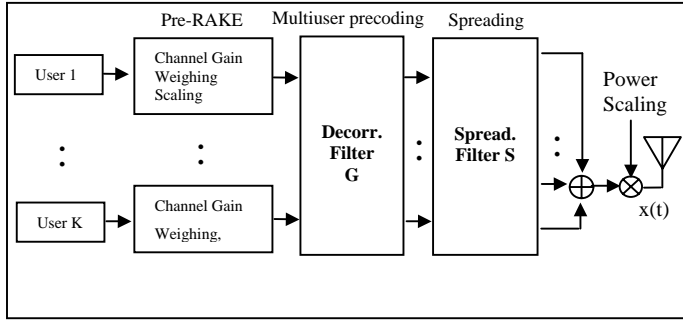 Pre-RAKE
Multiuser precoding
Spreading
User 1
Channel Gain
Weighing
Scaling
Decorr.
Filter
G
Spread.
Filter S
Power
Scaling
x(t)
User K
Channel Gain
Weighing,